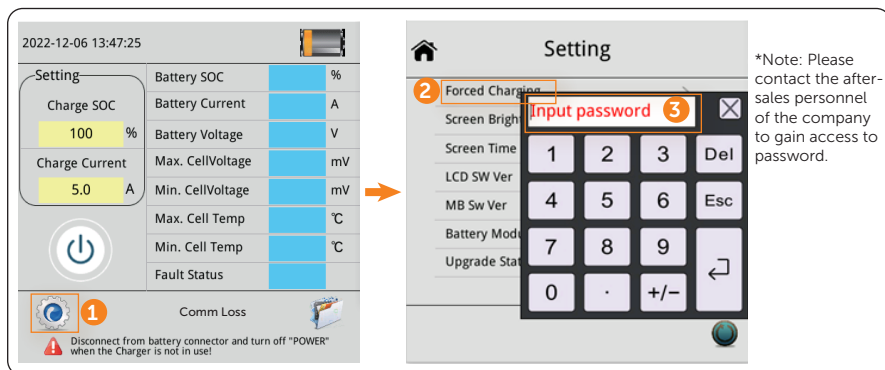 2022-12-06 13:47:25
Setting
Charge SOC
100 %
Charge Current
5.0 A
Battery SOC %
Battery Current A
Battery Voltage V
Max. CellVoltage mV
Min. CellVoltage mV
Max. Cell Temp ℃
Min. Cell Temp ℃
Fault Status
1
Comm Loss
Disconnect from battery connector and turn off "POWER"
when the Charger is not in use!
Setting
2 Forced Charging
Screen Bright
Screen Time
LCD SW Ver
MB Sw Ver
Battery Modu
Upgrade Stat
Input password 3
1 2 3 Del
4 5 6 Esc
7 8 9
0 . +/-
*Note: Please
contact the after-
sales personnel
of the company
to gain access to
password.